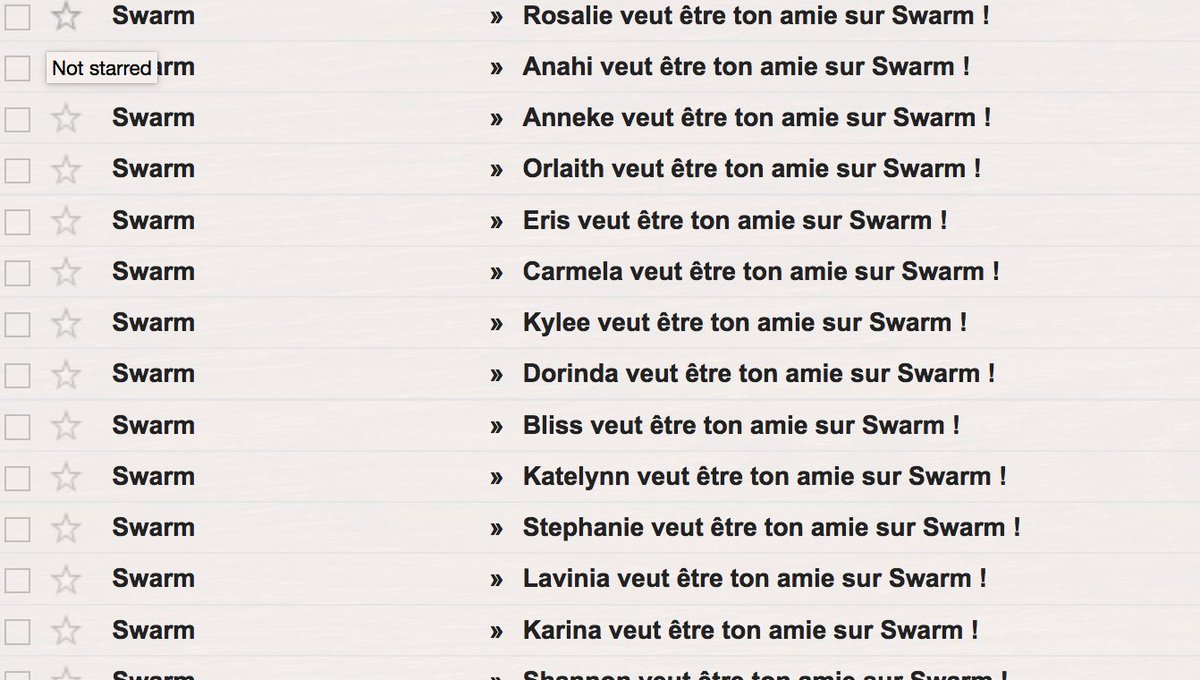 Swarm » Rosalie veut être ton amie sur Swarm !
Not starred arm » Anahi veut être ton amie sur Swarm !
Swarm » Anneke veut être ton amie sur Swarm !
Swarm » Orlaith veut être ton amie sur Swarm !
Swarm » Eris veut être ton amie sur Swarm !
Swarm » Carmela veut être ton amie sur Swarm !
Swarm » Kylee veut être ton amie sur Swarm !
Swarm » Dorinda veut être ton amie sur Swarm !
Swarm » Bliss veut être ton amie sur Swarm !
Swarm » Katelynn veut être ton amie sur Swarm !
Swarm » Stephanie veut être ton amie sur Swarm !
Swarm » Lavinia veut être ton amie sur Swarm !
Swarm » Karina veut être ton amie sur Swarm !
Swarm » Shannon veut être ton amie sur Swarm !